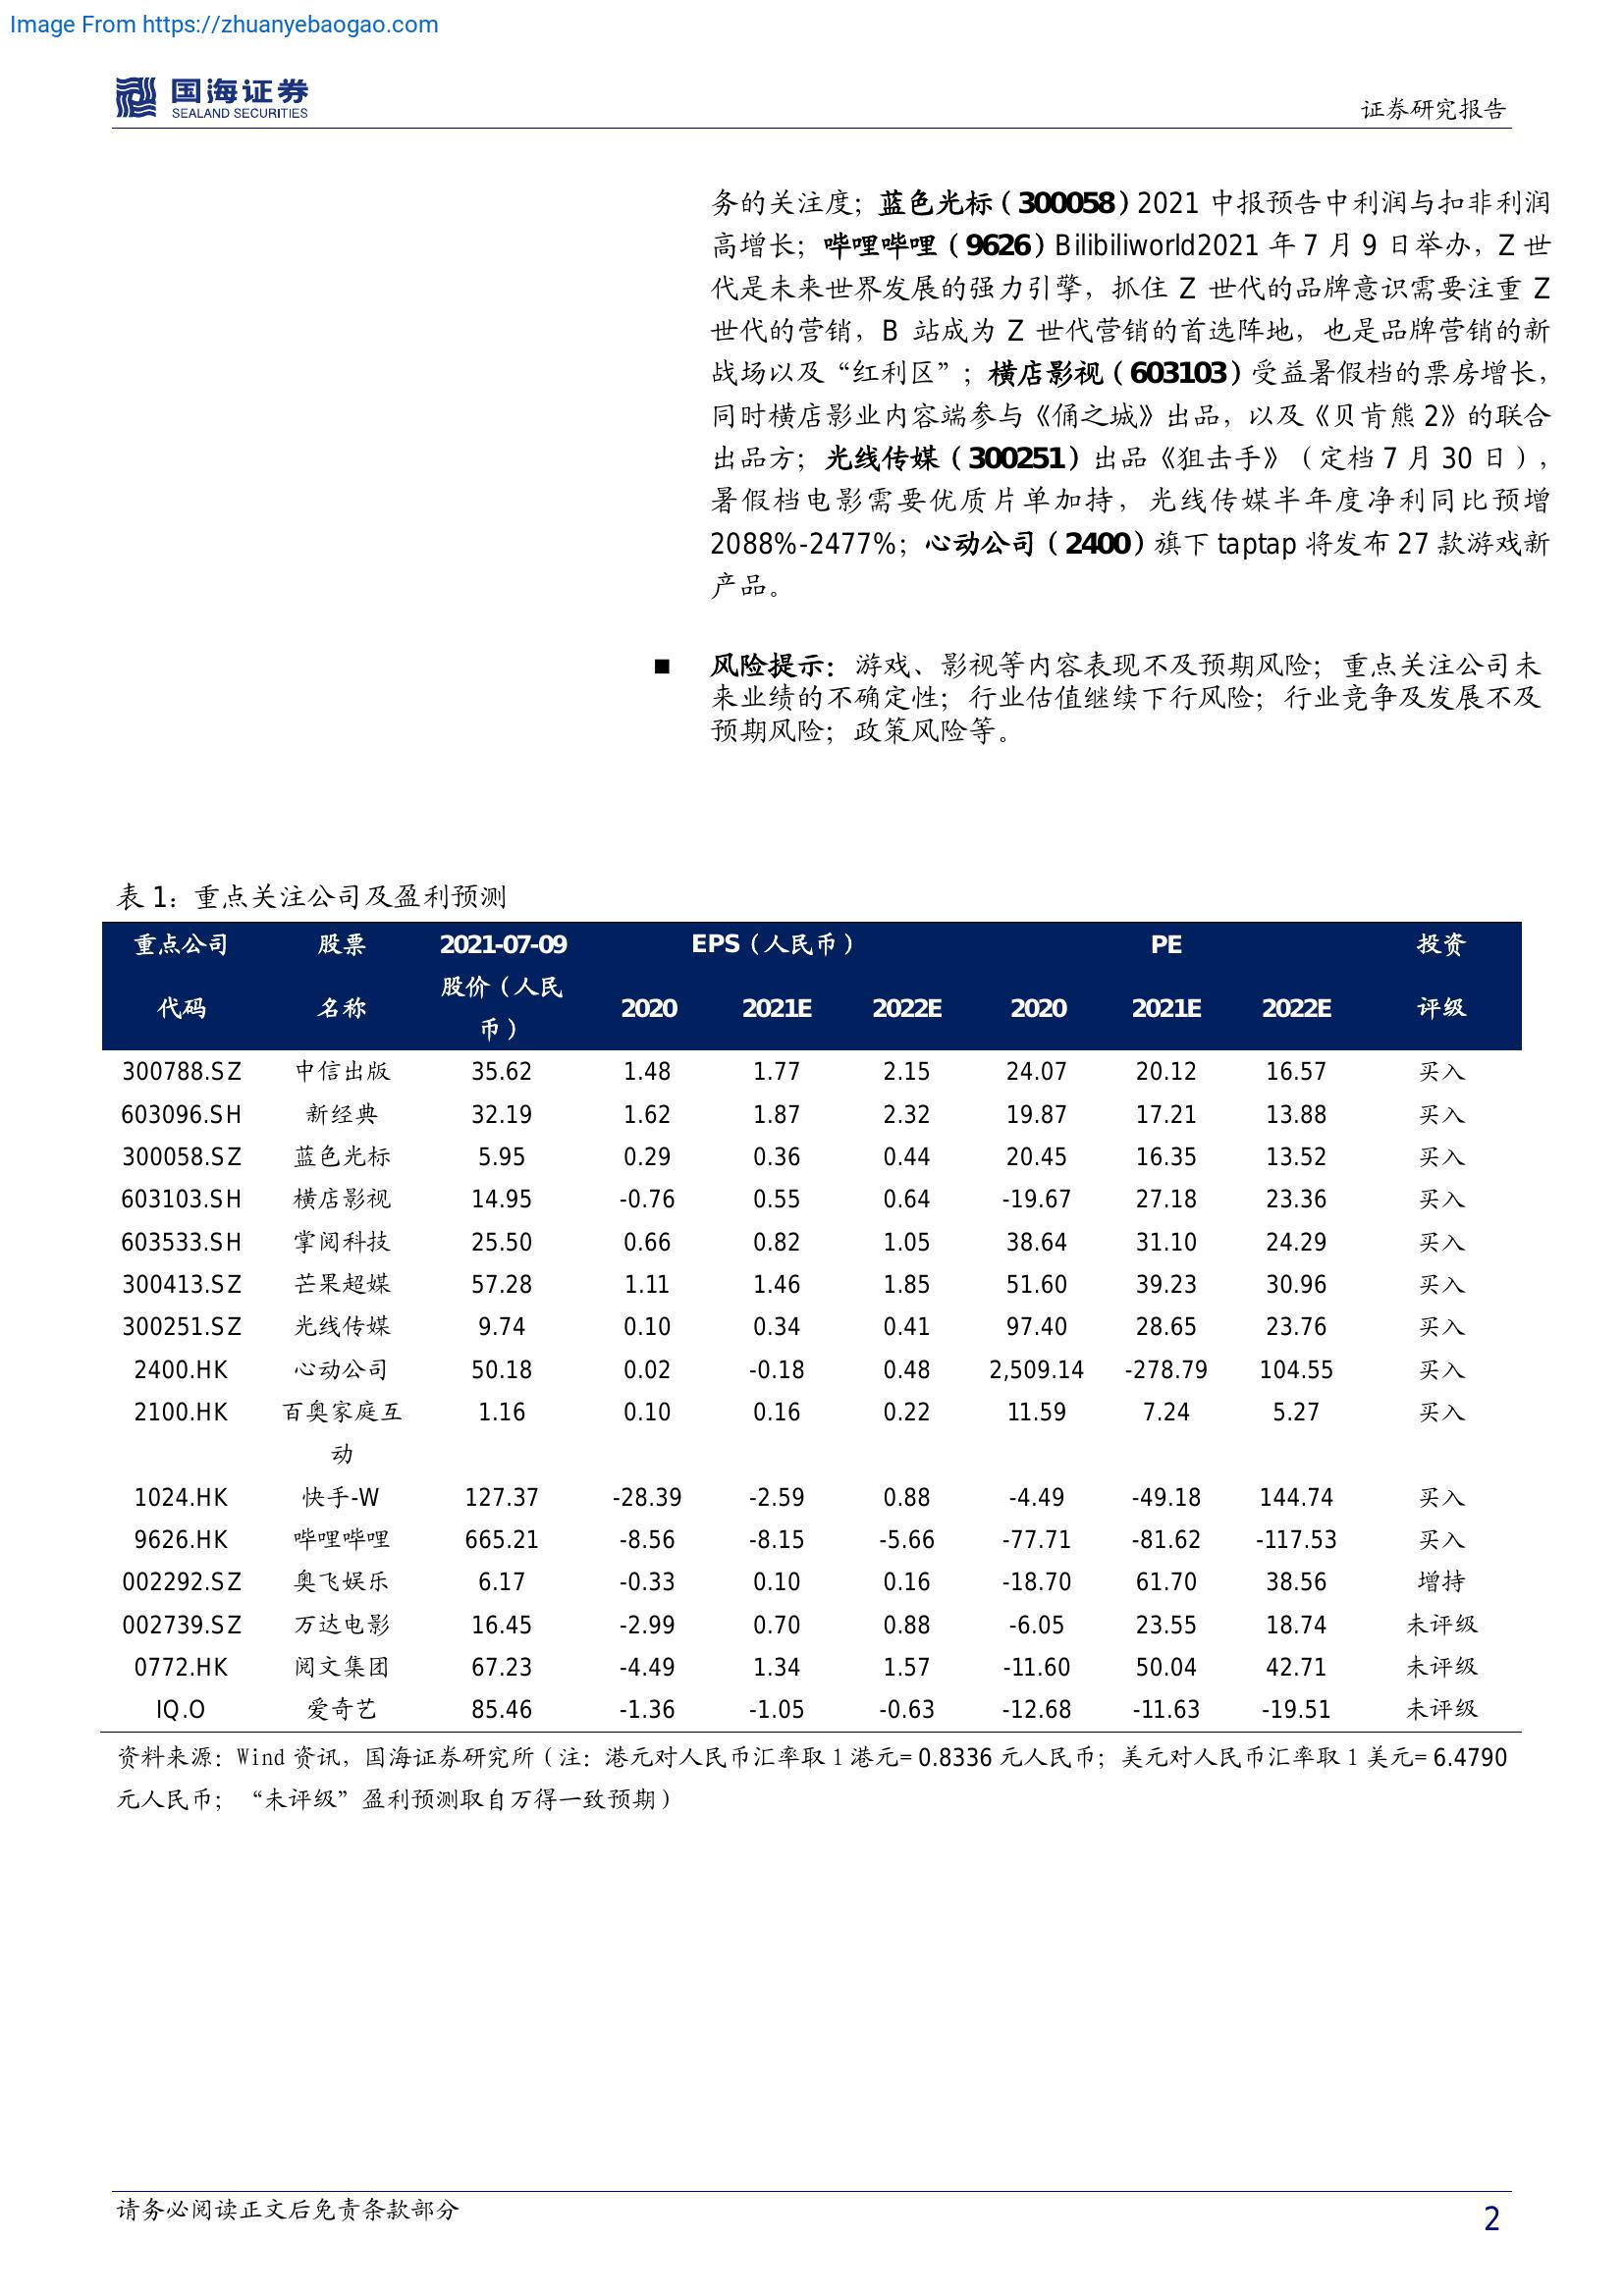 Image From https://zhuanyebaogao.com
国海证券
SEALAND SECURITIES
证券研究报告
务的关注度；蓝色光标（300058）2021 中报预告中利润与扣非利润
高增长；哔哩哔哩（9626）Bilibiliworld2021 年 7 月 9 日举办，Z 世
代是未来世界发展的强力引擎，抓住 Z 世代的品牌意识需要注重 Z
世代的营销，B 站成为 Z 世代营销的首选阵地，也是品牌营销的新
战场以及“红利区”；横店影视（603103）受益暑假档的票房增长，
同时横店影业内容端参与《俑之城》出品，以及《贝肯熊 2》的联合
出品方；光线传媒（300251）出品《狙击手》（定档 7 月 30 日），
暑假档电影需要优质片单加持，光线传媒半年度净利同比预增
2088%-2477%；心动公司（2400）旗下 taptap 将发布 27 款游戏新
产品。
■ 风险提示：游戏、影视等内容表现不及预期风险；重点关注公司未
来业绩的不确定性；行业估值继续下行风险；行业竞争及发展不及
预期风险；政策风险等。
表 1：重点关注公司及盈利预测
重点公司 股票 2021-07-09 EPS（人民币） PE 投资
代码 名称 股价（人民币） 2020 2021E 2022E 2020 2021E 2022E 评级
300788.SZ 中信出版 35.62 1.48 1.77 2.15 24.07 20.12 16.57 买入
603096.SH 新经典 32.19 1.62 1.87 2.32 19.87 17.21 13.88 买入
300058.SZ 蓝色光标 5.95 0.29 0.36 0.44 20.45 16.35 13.52 买入
603103.SH 横店影视 14.95 -0.76 0.55 0.64 -19.67 27.18 23.36 买入
603533.SH 掌阅科技 25.50 0.66 0.82 1.05 38.64 31.10 24.29 买入
300413.SZ 芒果超媒 57.28 1.11 1.46 1.85 51.60 39.23 30.96 买入
300251.SZ 光线传媒 9.74 0.10 0.34 0.41 97.40 28.65 23.76 买入
2400.HK 心动公司 50.18 0.02 -0.18 0.48 2,509.14 -278.79 104.55 买入
2100.HK 百奥家庭互动 1.16 0.10 0.16 0.22 11.59 7.24 5.27 买入
1024.HK 快手-W 127.37 -28.39 -2.59 0.88 -4.49 -49.18 144.74 买入
9626.HK 哔哩哔哩 665.21 -8.56 -8.15 -5.66 -77.71 -81.62 -117.53 买入
002292.SZ 奥飞娱乐 6.17 -0.33 0.10 0.16 -18.70 61.70 38.56 增持
002739.SZ 万达电影 16.45 -2.99 0.70 0.88 -6.05 23.55 18.74 未评级
0772.HK 阅文集团 67.23 -4.49 1.34 1.57 -11.60 50.04 42.71 未评级
IQ.O 爱奇艺 85.46 -1.36 -1.05 -0.63 -12.68 -11.63 -19.51 未评级
资料来源：Wind 资讯，国海证券研究所（注：港元对人民币汇率取 1 港元= 0.8336 元人民币；美元对人民币汇率取 1 美元= 6.4790
元人民币；“未评级”盈利预测取自万得一致预期）
请务必阅读正文后免责条款部分
2